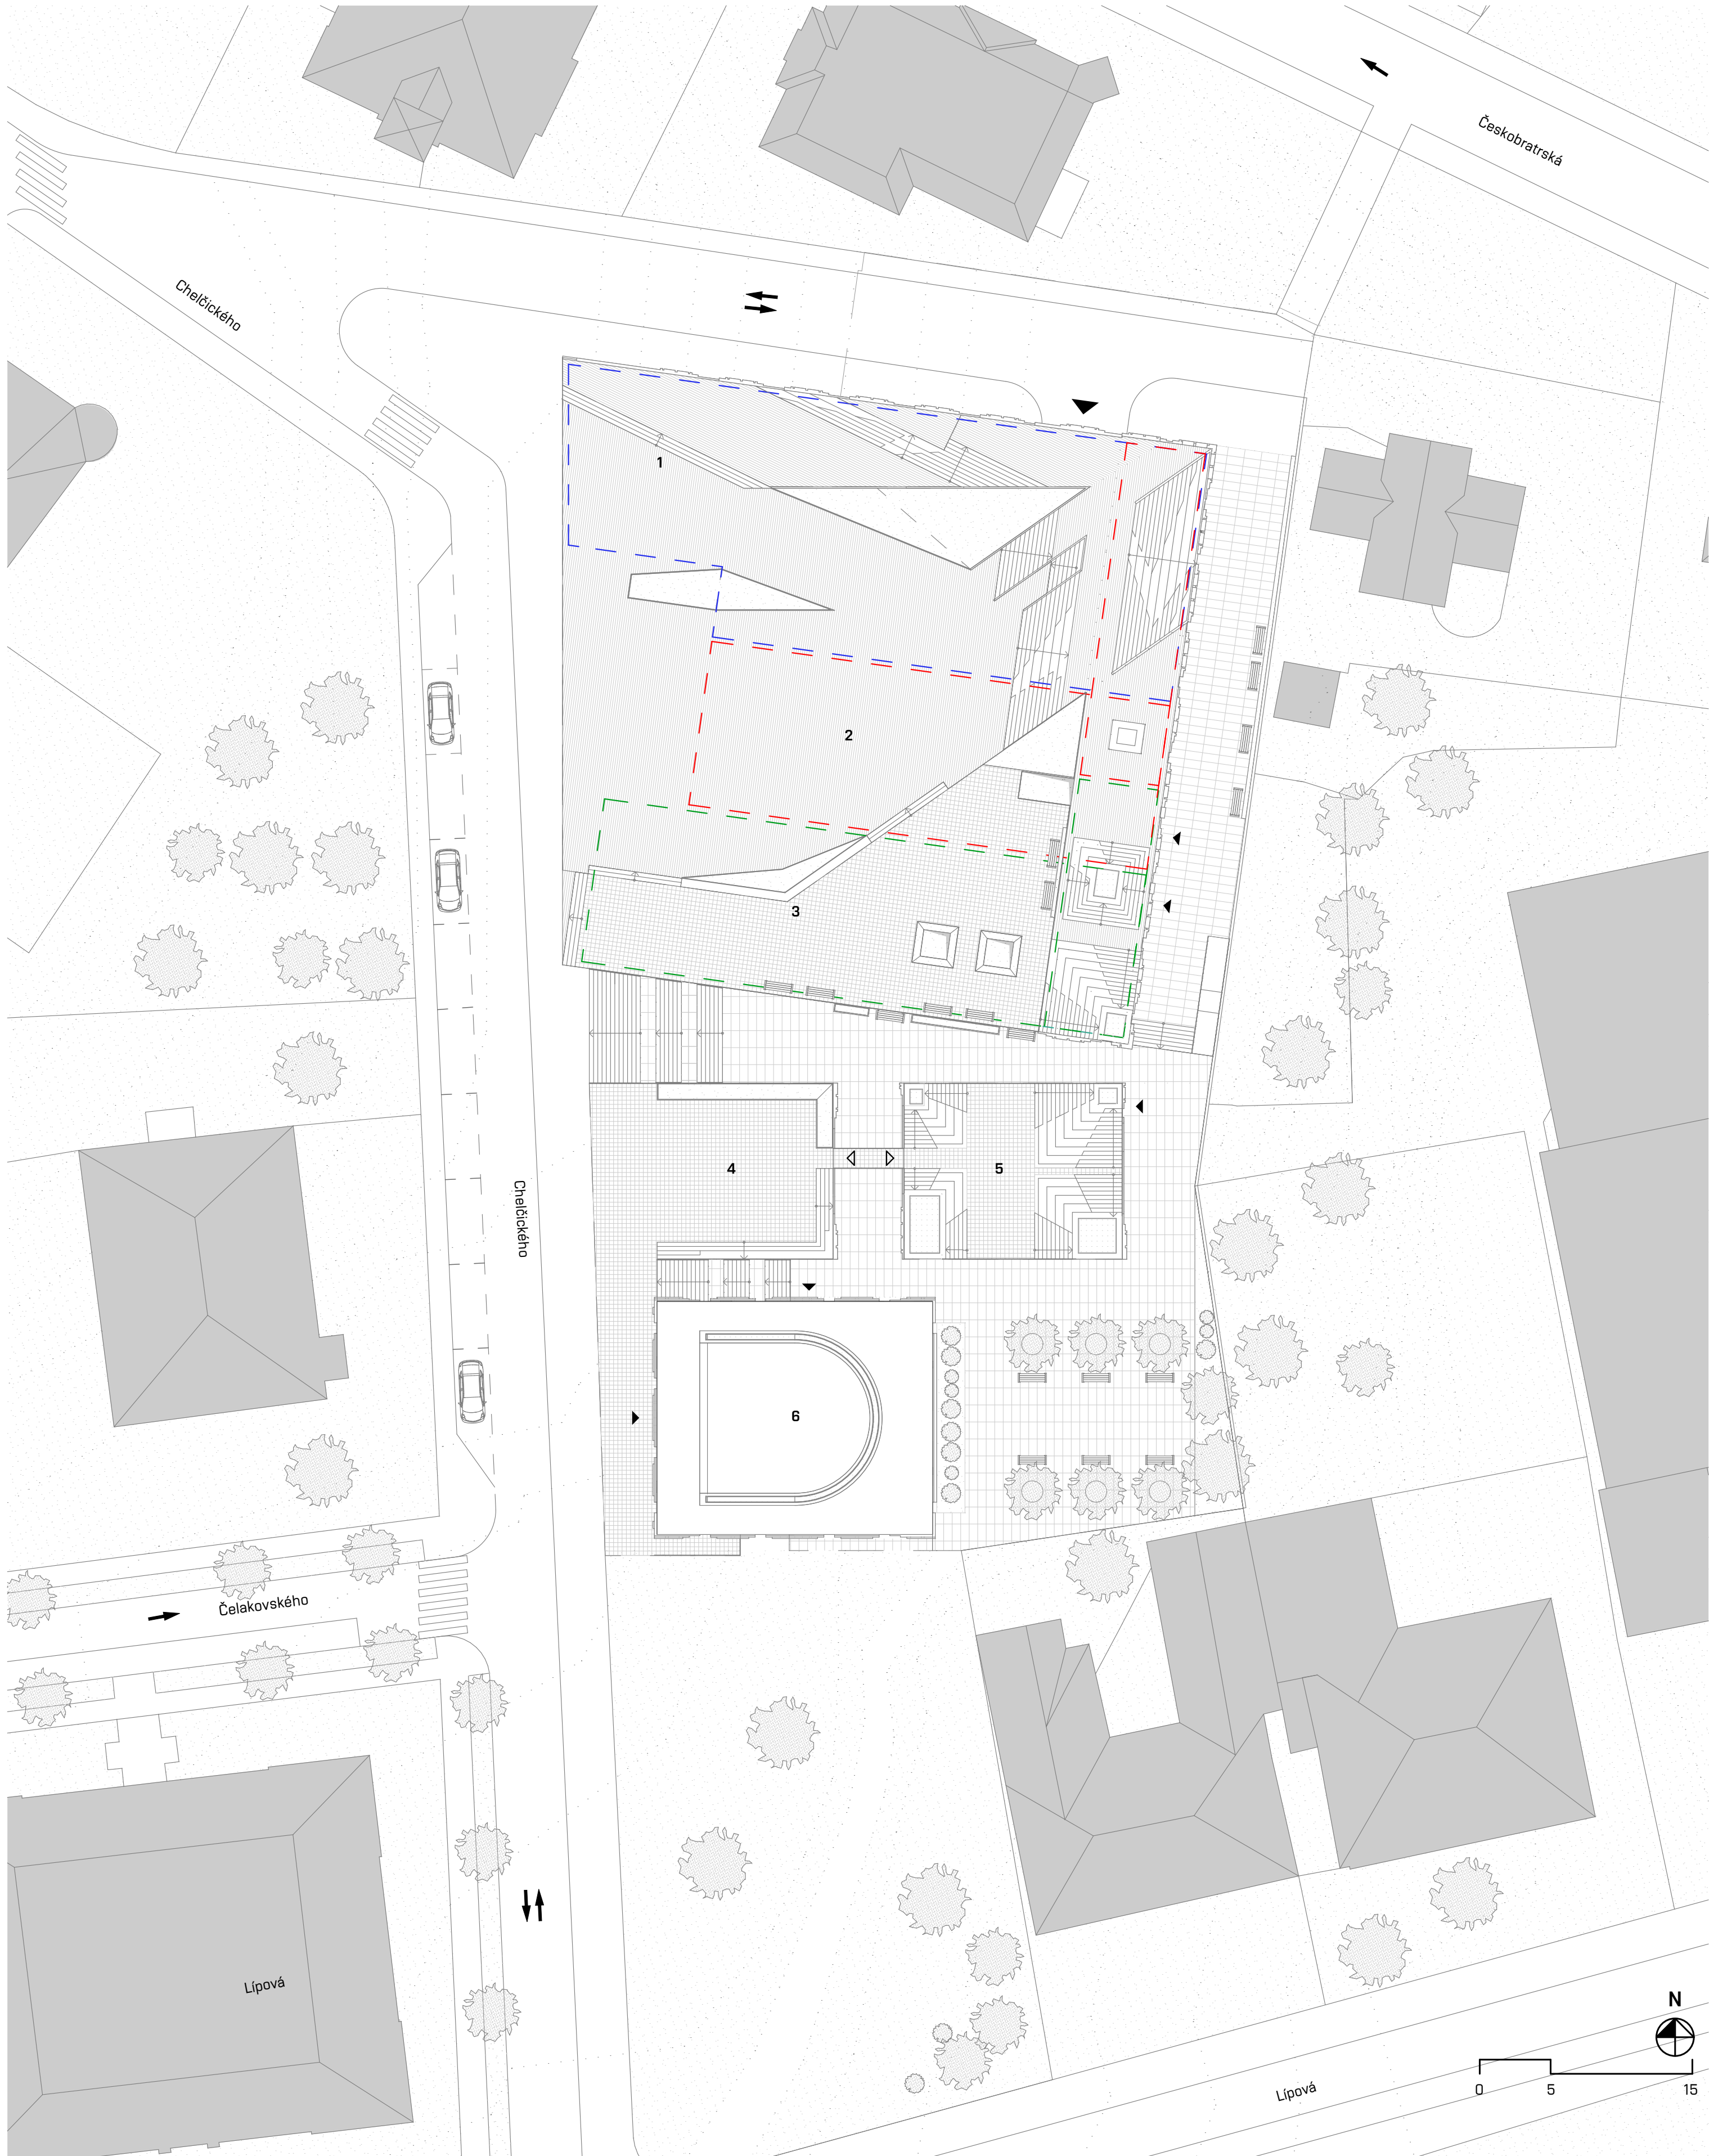 Českobratrská
Chelčického
1
2
3
4
5
Chelčického
6
Čelakovského
Lípová
N
0 5 15
Lípová